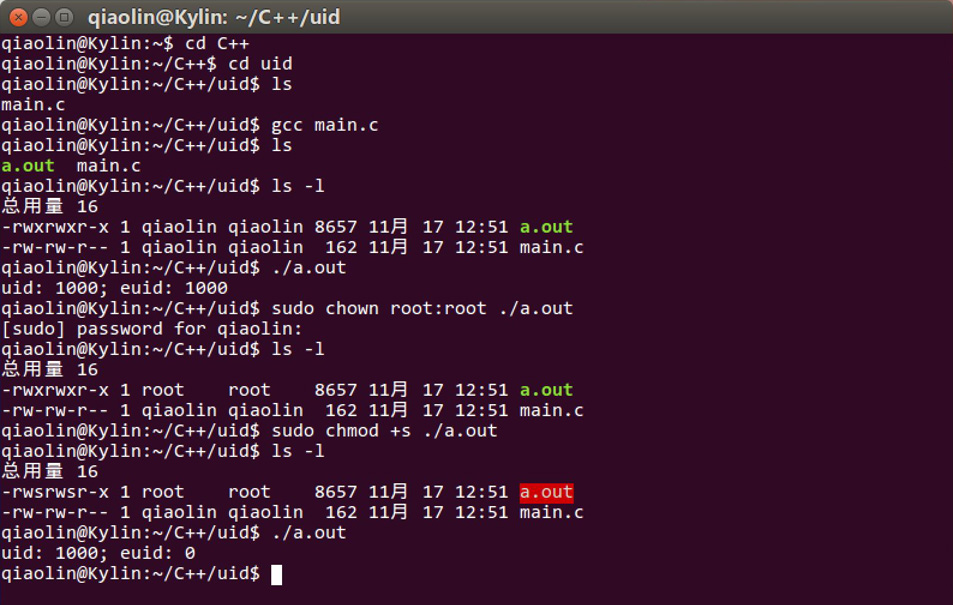 qiaolin@Kylin: ~/C++/uid
qiaolin@Kylin:~$ cd C++
qiaolin@Kylin:~/C++$ cd uid
qiaolin@Kylin:~/C++/uid$ ls
main.c
qiaolin@Kylin:~/C++/uid$ gcc main.c
qiaolin@Kylin:~/C++/uid$ ls
a.out  main.c
qiaolin@Kylin:~/C++/uid$ ls -l
总用量 16
-rwxrwxr-x 1 qiaolin qiaolin 8657 11月 17 12:51 a.out
-rw-rw-r-- 1 qiaolin qiaolin  162 11月 17 12:51 main.c
qiaolin@Kylin:~/C++/uid$ ./a.out
uid: 1000; euid: 1000
qiaolin@Kylin:~/C++/uid$ sudo chown root:root ./a.out
[sudo] password for qiaolin:
qiaolin@Kylin:~/C++/uid$ ls -l
总用量 16
-rwxrwxr-x 1 root    root    8657 11月 17 12:51 a.out
-rw-rw-r-- 1 qiaolin qiaolin  162 11月 17 12:51 main.c
qiaolin@Kylin:~/C++/uid$ sudo chmod +s ./a.out
qiaolin@Kylin:~/C++/uid$ ls -l
总用量 16
-rwsrwsr-x 1 root    root    8657 11月 17 12:51 a.out
-rw-rw-r-- 1 qiaolin qiaolin  162 11月 17 12:51 main.c
qiaolin@Kylin:~/C++/uid$ ./a.out
uid: 1000; euid: 0
qiaolin@Kylin:~/C++/uid$